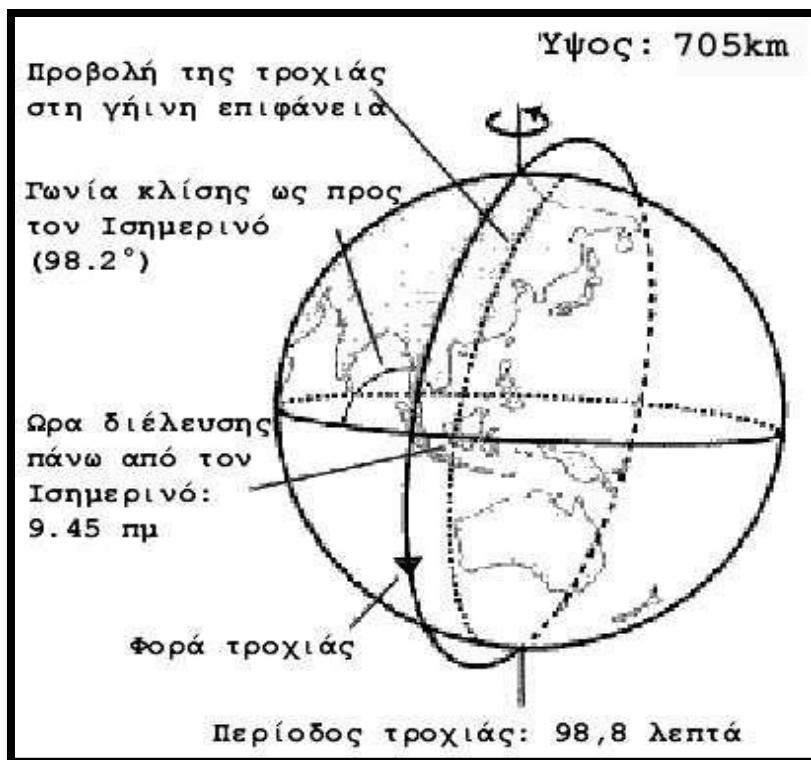 Ύψος: 705km
Προβολή της τροχιάς
στη γήινη επιφάνεια
Γωνία κλίσης ως προς
τον Ισημερινό
(98.2°)
Ωρα διέλευσης
πάνω από τον
Ισημερινό:
9.45 πμ
Φορά τροχιάς
Περίοδος τροχιάς: 98,8 λεπτά